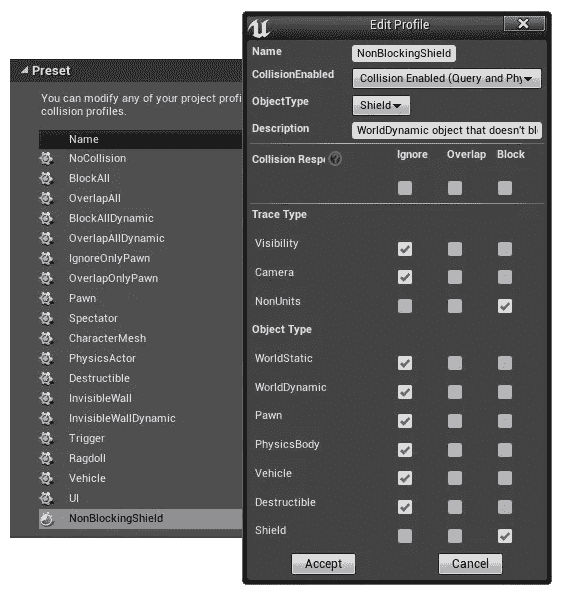 Preset
You can modify any of your project profi
collision profiles.
Name
NoCollision
BlockAll
OverlapAll
BlockAllDynamic
OverlapAllDynamic
IgnoreOnlyPawn
OverlapOnlyPawn
Pawn
Spectator
CharacterMesh
PhysicsActor
Destructible
InvisibleWall
InvisibleWallDynamic
Trigger
Ragdoll
Vehicle
UI
NonBlockingShield
Edit Profile
Name NonBlockingShield
CollisionEnabled Collision Enabled (Query and Phy
ObjectType Shield
Description WorldDynamic object that doesn't bl
Collision Respo ? Ignore Overlap Block
Trace Type
Visibility
Camera
NonUnits
Object Type
WorldStatic
WorldDynamic
Pawn
PhysicsBody
Vehicle
Destructible
Shield
Accept Cancel